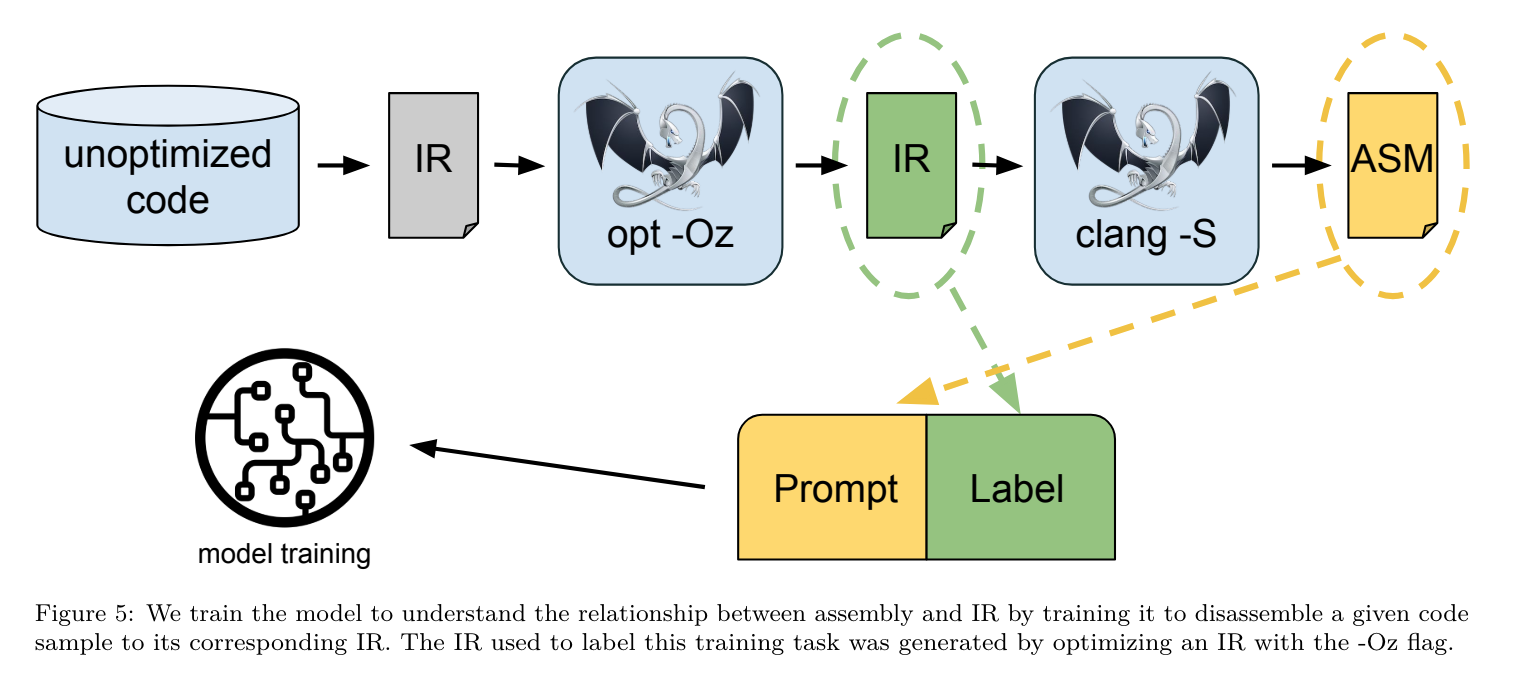 unoptimized
code
IR
opt -Oz
IR
clang -S
ASM
Prompt
Label
model training
Figure 5: We train the model to understand the relationship between assembly and IR by training it to disassemble a given code
sample to its corresponding IR. The IR used to label this training task was generated by optimizing an IR with the -Oz flag.